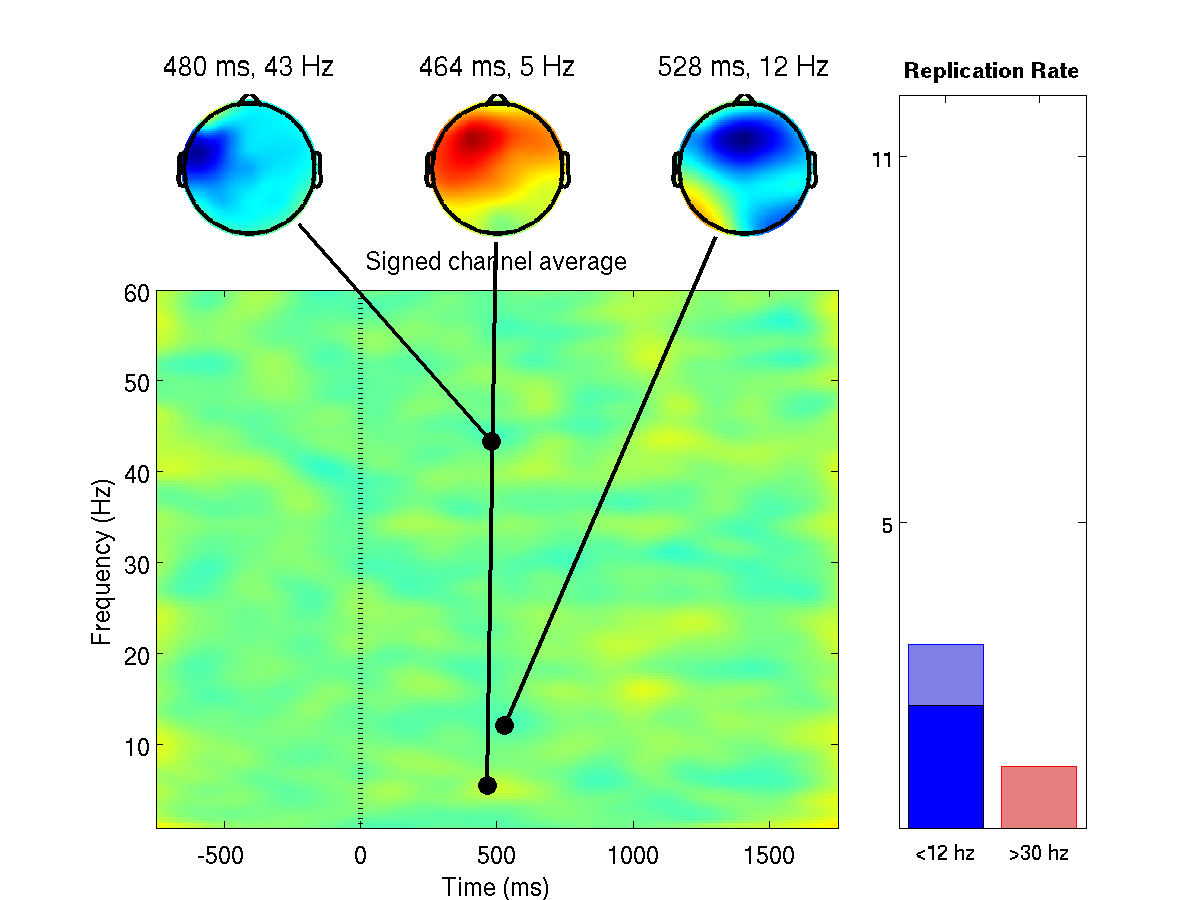 480 ms, 43 Hz
464 ms, 5 Hz
528 ms, 12 Hz
Replication Rate
Signed channel average
60
50
40
30
20
10
Frequency (Hz)
-500
0
500
1000
1500
Time (ms)
11
5
<12 hz
>30 hz